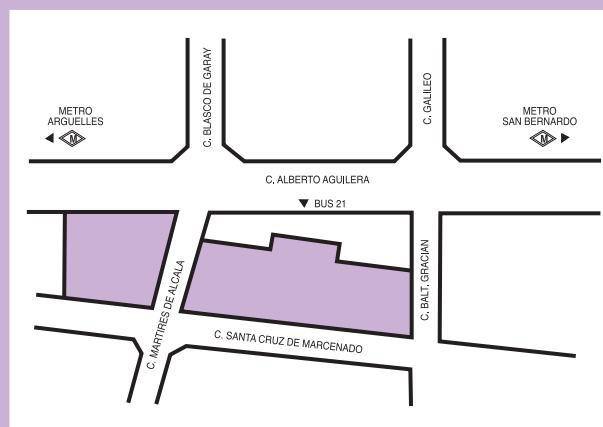 C. BLASCO DE GARAY
C. GALILEO
METRO
ARGUELLES
M
METRO
SAN BERNARDO
M
C. ALBERTO AGUILERA
BUS 21
C. MARTIRES DE ALCALA
C. BALT. GRACIAN
C. SANTA CRUZ DE MARCENADO